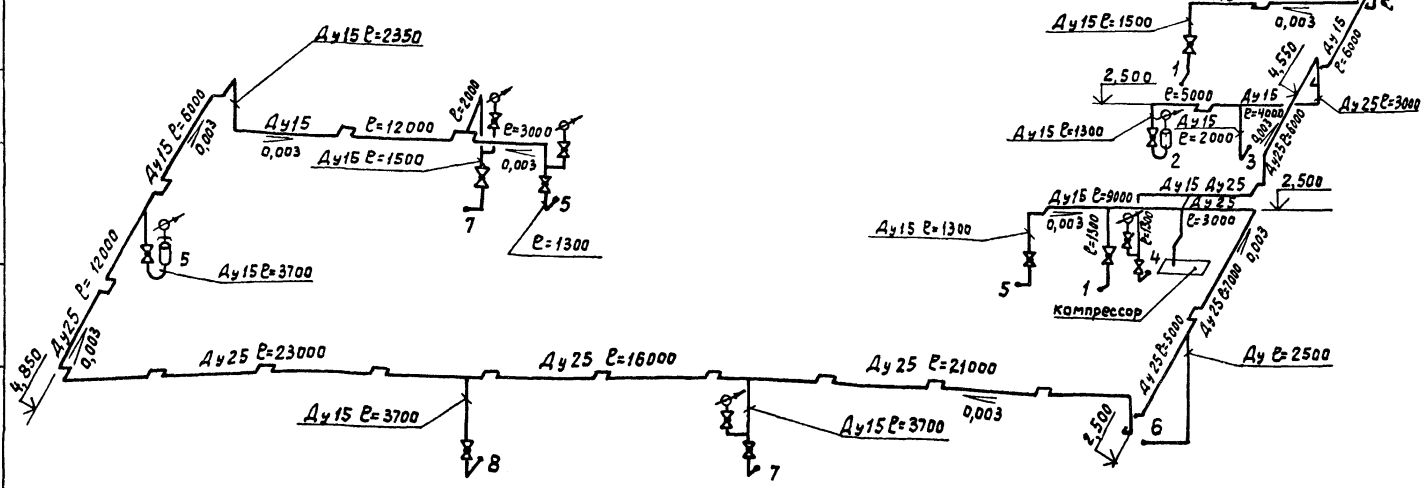 Ду15 ℓ=1500
0,003
1
Ду15
ℓ=6000
4,550
Ду25 ℓ=3000
2,500
ℓ=5000
Ду15
ℓ=4000
0,003
Ду25 ℓ=6000
Ду15 ℓ=1300
Ду15
ℓ=2000
2
3
Ду15 ℓ=2350
Ду15 ℓ=6000
0,003
Ду15
ℓ=12000
0,003
ℓ=2000
ℓ=3000
0,003
Ду15 ℓ=1500
7
5
ℓ=1300
5
Ду15 ℓ=3700
Ду25 ℓ=12000
0,003
4,850
Ду15 Ду25
2,500
Ду15 ℓ=9000
0,003
Ду25
ℓ=3000
Ду15 ℓ=1300
ℓ=1300
ℓ=1300
5
1
4
компрессор
0,003
Ду25 ℓ=7000
Ду25 ℓ=5000
Ду ℓ=2500
6
2,500
Ду25 ℓ=23000
Ду25 ℓ=16000
Ду25 ℓ=21000
0,003
Ду15 ℓ=3700
8
Ду15 ℓ=3700
7